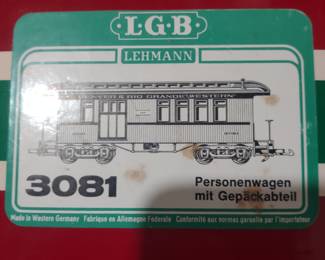 L·G·B
LEHMANN
DENVER & RIO GRANDE WESTERN
3081
Personenwagen
mit Gepäckabteil
Made in Western Germany Fabriqué en Allemagne Fédérale Conformité aux normes garantie par l'importateur